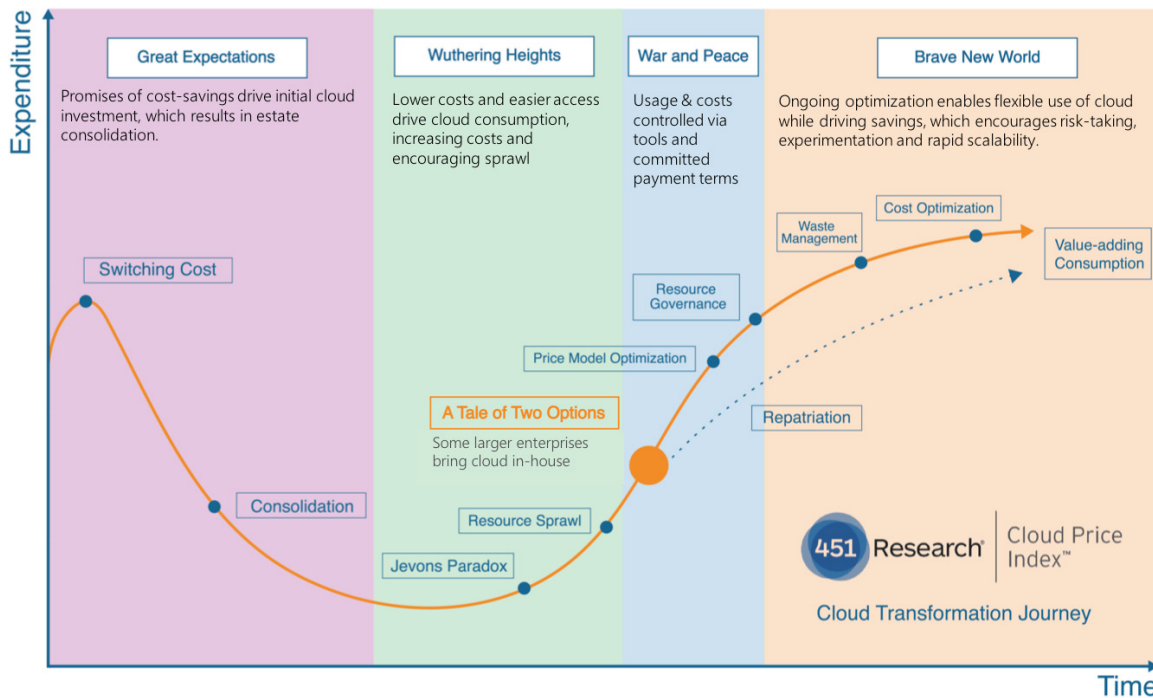 Expenditure
Great Expectations
Promises of cost-savings drive initial cloud
investment, which results in estate
consolidation.
Wuthering Heights
Lower costs and easier access
drive cloud consumption,
increasing costs and
encouraging sprawl
War and Peace
Usage & costs
controlled via
tools and
committed
payment terms
Brave New World
Ongoing optimization enables flexible use of cloud
while driving savings, which encourages risk-taking,
experimentation and rapid scalability.
Switching Cost
Consolidation
Jevons Paradox
Resource Sprawl
A Tale of Two Options
Some larger enterprises
bring cloud in-house
Price Model Optimization
Resource
Governance
Waste
Management
Cost Optimization
Value-adding
Consumption
Repatriation
451 Research®
Cloud Price
Index™
Cloud Transformation Journey
Time